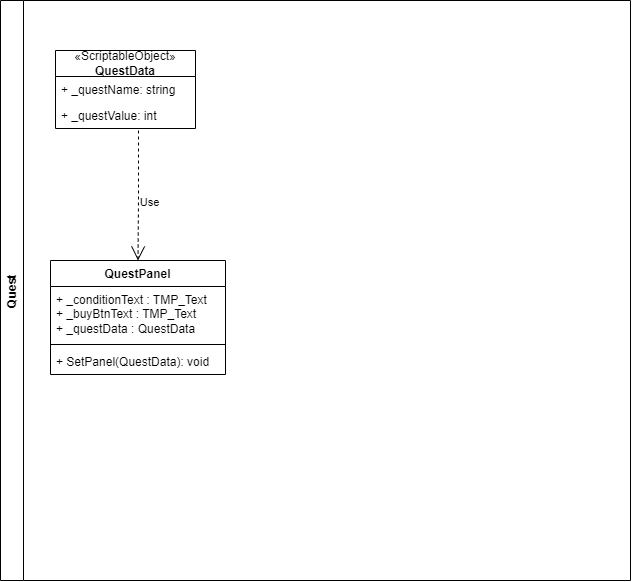 Quest
«ScriptableObject»
QuestData
+ _questName: string
+ _questValue: int
Use
QuestPanel
+ _conditionText : TMP_Text
+ _buyBtnText : TMP_Text
+ _questData : QuestData
+ SetPanel(QuestData): void